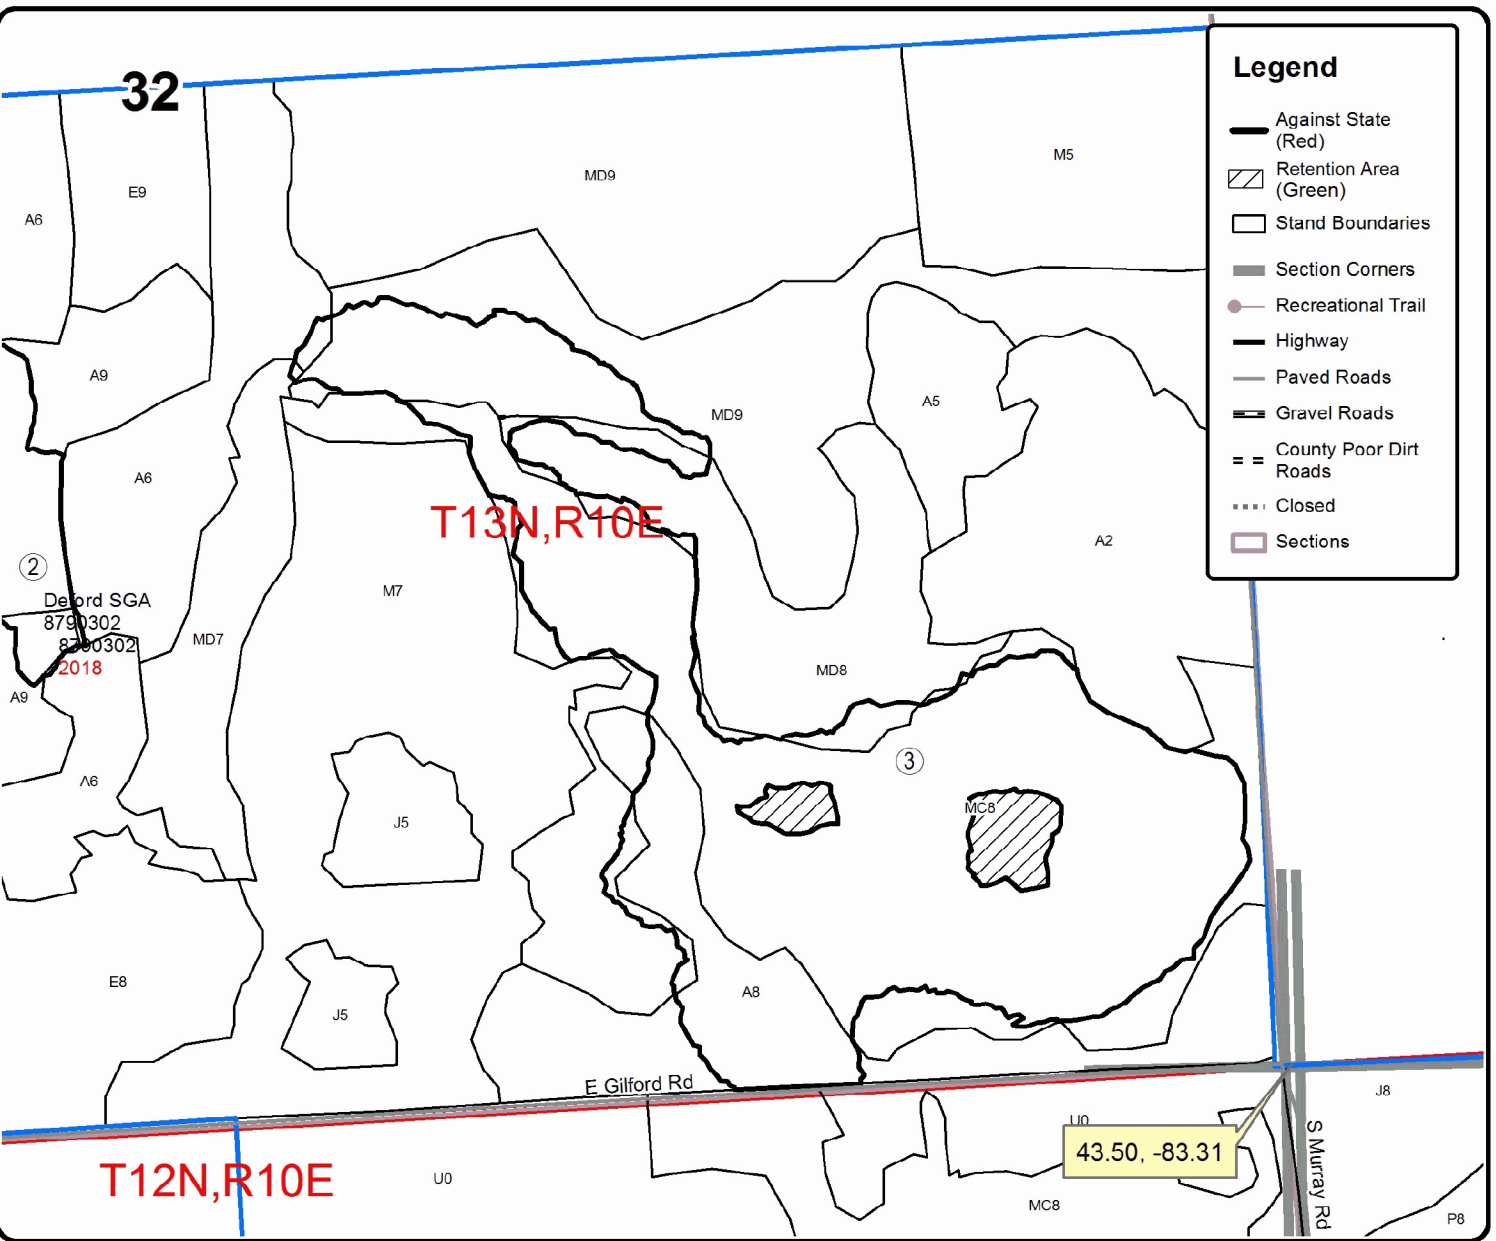 32
Legend
Against State
(Red)
Retention Area
(Green)
Stand Boundaries
Section Corners
Recreational Trail
Highway
Paved Roads
Gravel Roads
County Poor Dirt
Roads
Closed
Sections
M5
MD9
E9
A6
A9
MD9
A5
A6
T13N,R10E
A2
2
M7
Deford SGA
8790302
8790302
2018
MD7
MD8
A9
3
A6
MC8
J5
E8
A8
J5
E Gilford Rd
J8
U0
43.50, -83.31
S Murray Rd
T12N,R10E
U0
MC8
P8